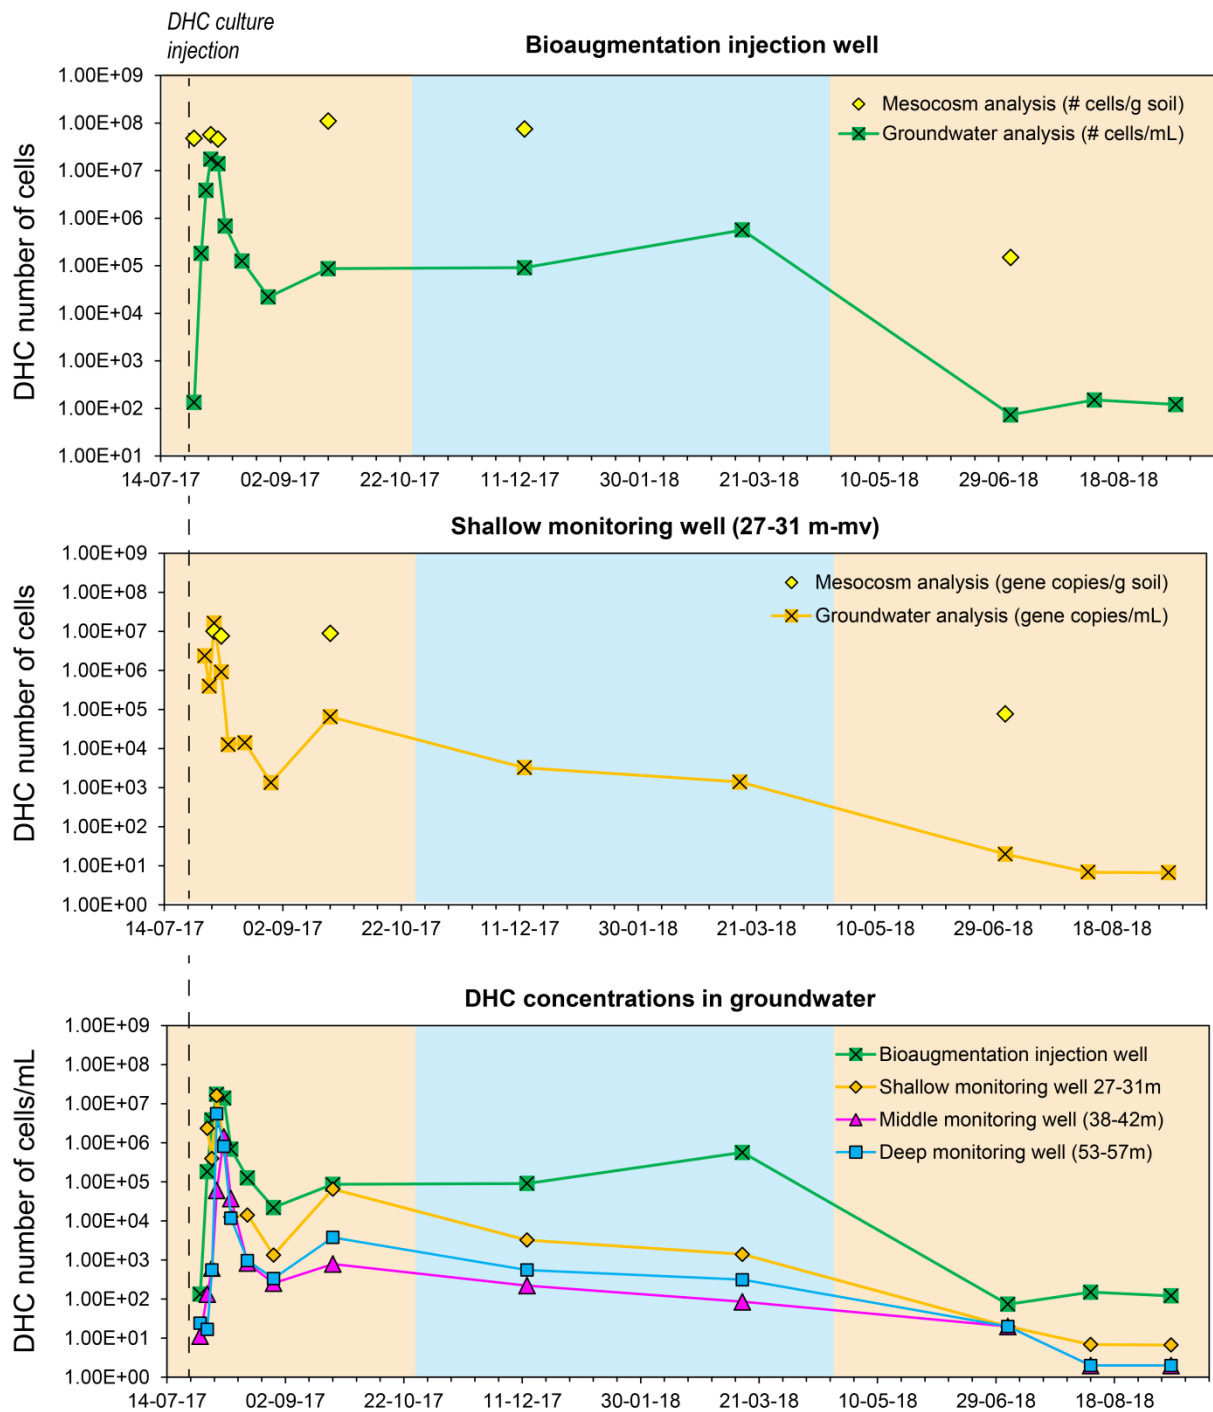 DHC culture
injection
Bioaugmentation injection well
DHC number of cells
1.00E+09
1.00E+08
1.00E+07
1.00E+06
1.00E+05
1.00E+04
1.00E+03
1.00E+02
1.00E+01
Mesocosm analysis (# cells/g soil)
Groundwater analysis (# cells/mL)
14-07-17 02-09-17 22-10-17 11-12-17 30-01-18 21-03-18 10-05-18 29-06-18 18-08-18
Shallow monitoring well (27-31 m-mv)
DHC number of cells
1.00E+09
1.00E+08
1.00E+07
1.00E+06
1.00E+05
1.00E+04
1.00E+03
1.00E+02
1.00E+01
1.00E+00
Mesocosm analysis (gene copies/g soil)
Groundwater analysis (gene copies/mL)
14-07-17 02-09-17 22-10-17 11-12-17 30-01-18 21-03-18 10-05-18 29-06-18 18-08-18
DHC concentrations in groundwater
DHC number of cells/mL
1.00E+09
1.00E+08
1.00E+07
1.00E+06
1.00E+05
1.00E+04
1.00E+03
1.00E+02
1.00E+01
1.00E+00
Bioaugmentation injection well
Shallow monitoring well 27-31m
Middle monitoring well (38-42m)
Deep monitoring well (53-57m)
14-07-17 02-09-17 22-10-17 11-12-17 30-01-18 21-03-18 10-05-18 29-06-18 18-08-18